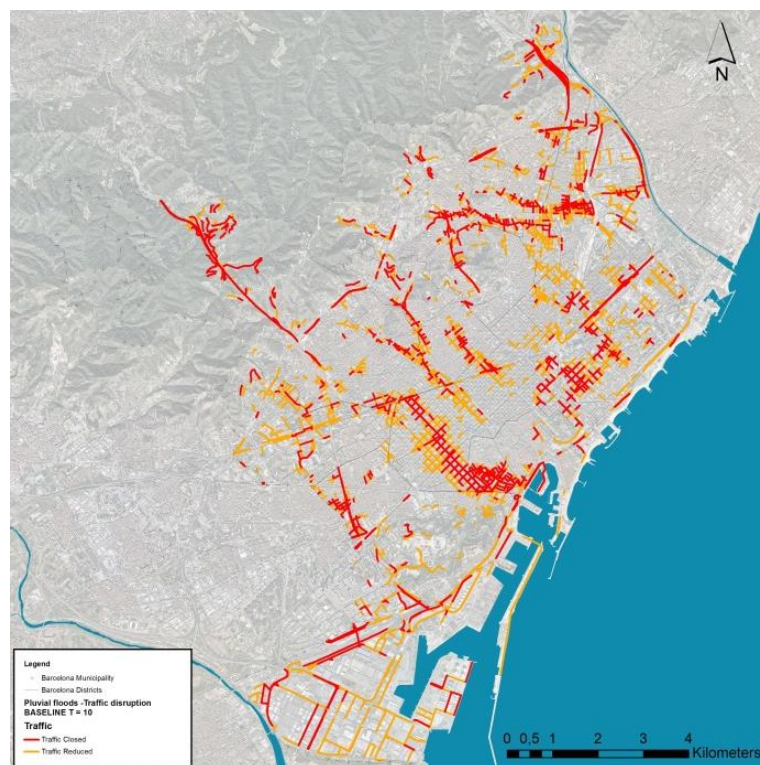 N
Legend
Barcelona Municipality
Barcelona Districts
Pluvial floods -Traffic disruption
BASELINE T = 10
Traffic
Traffic Closed
Traffic Reduced
0 0,5 1 2 3 4
Kilometers